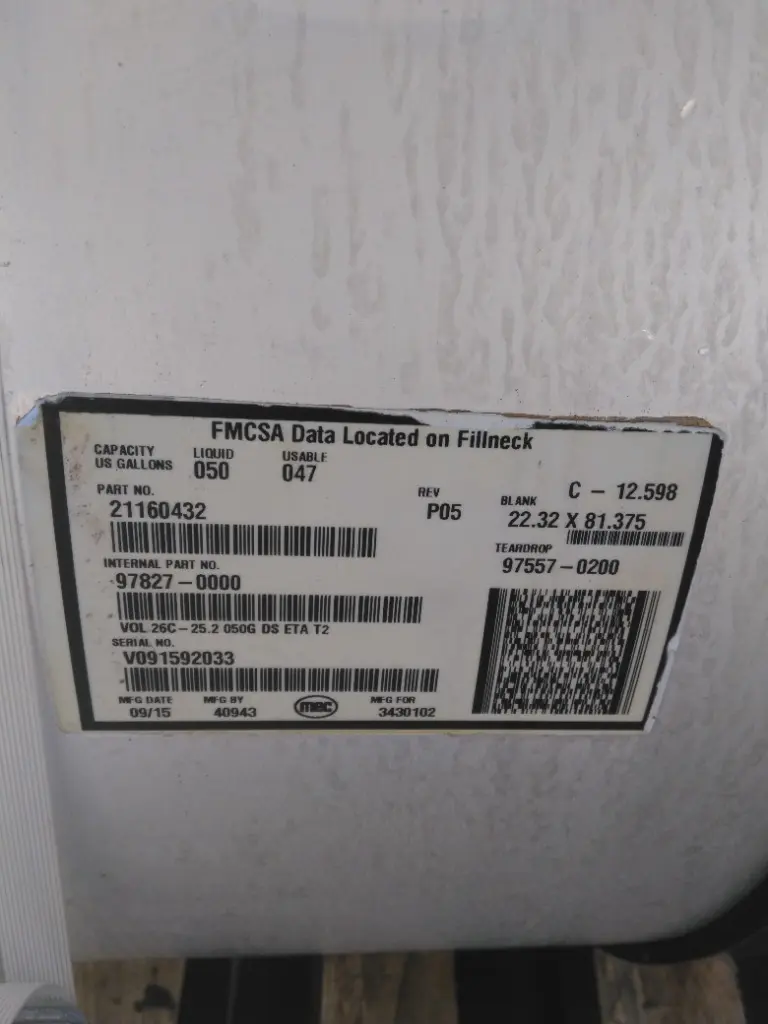 FMCSA Data Located on Fillneck
CAPACITY US GALLONS
LIQUID 050
USABLE 047
C - 12.598
PART NO.
21160432
REV
P05
BLANK
22.32 X 81.375
INTERNAL PART NO.
97827-0000
TEARDROP
97557-0200
VOL 26C-25.2 050G DS ETA T2
SERIAL NO.
V091592033
MFG DATE
09/15
MFG BY
40943
mec
MFG FOR
3430102